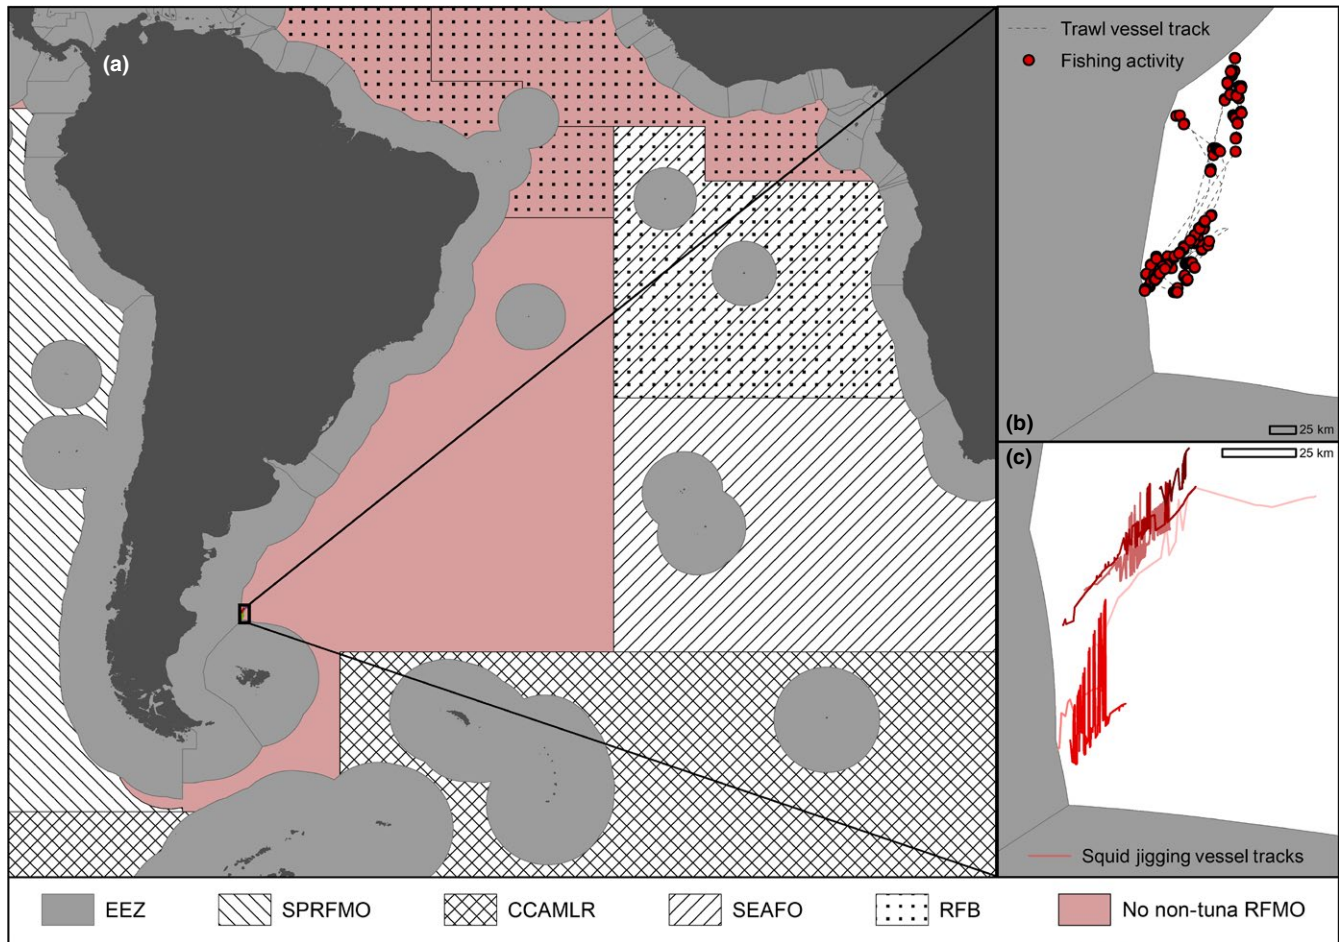 (a)
Trawl vessel track
Fishing activity
(b)
25 km
(c)
25 km
Squid jigging vessel tracks
EEZ
SPRFMO
CCAMLR
SEAFO
RFB
No non-tuna RFMO